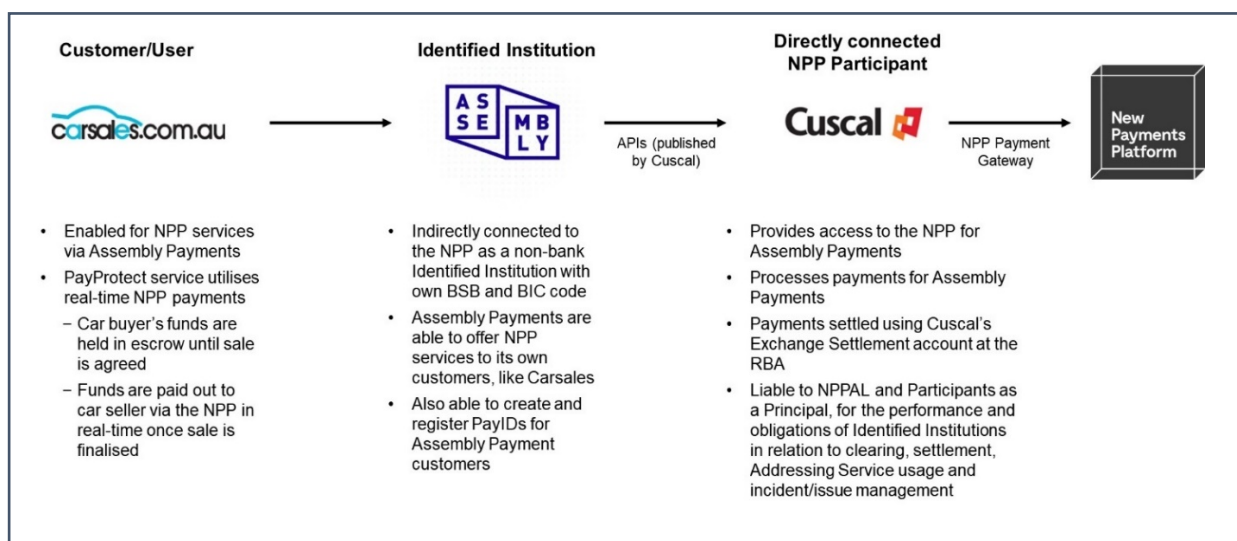 Customer/User
carsales.com.au
• Enabled for NPP services
via Assembly Payments
• PayProtect service utilises
real-time NPP payments
– Car buyer's funds are
held in escrow until sale
is agreed
– Funds are paid out to
car seller via the NPP in
real-time once sale is
finalised
Identified Institution
AS
SE
MB
LY
APIs (published
by Cuscal)
• Indirectly connected to
the NPP as a non-bank
Identified Institution with
own BSB and BIC code
• Assembly Payments are
able to offer NPP
services to its own
customers, like Carsales
• Also able to create and
register PayIDs for
Assembly Payment
customers
Directly connected
NPP Participant
Cuscal
NPP Payment
Gateway
New
Payments
Platform
• Provides access to the NPP for
Assembly Payments
• Processes payments for Assembly
Payments
• Payments settled using Cuscal's
Exchange Settlement account at the
RBA
• Liable to NPPAL and Participants as
a Principal, for the performance and
obligations of Identified Institutions
in relation to clearing, settlement,
Addressing Service usage and
incident/issue management